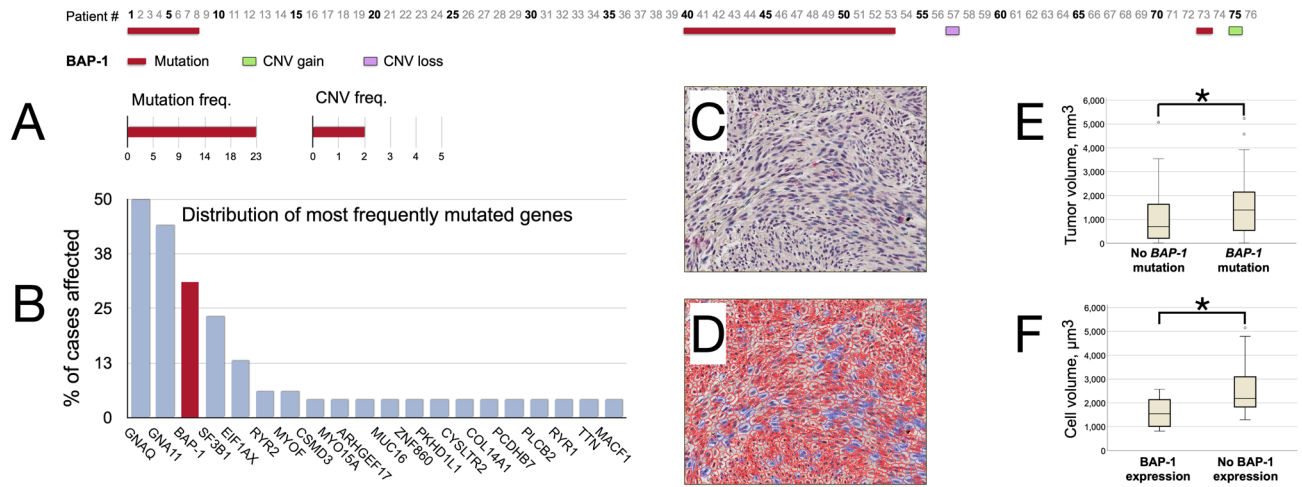 Patient # 1 2 3 4 5 6 7 8 9 10 11 12 13 14 15 16 17 18 19 20 21 22 23 24 25 26 27 28 29 30 31 32 33 34 35 36 37 38 39 40 41 42 43 44 45 46 47 48 49 50 51 52 53 54 55 56 57 58 59 60 61 62 63 64 65 66 67 68 69 70 71 72 73 74 75 76
BAP-1 Mutation CNV gain CNV loss
A
Mutation freq.
0 5 9 14 18 23
CNV freq.
0 1 2 3 4 5
B
Distribution of most frequently mutated genes
% of cases affected
50
38
25
13
0
GNAQ
GNA11
BAP-1
SF3B1
EIF1AX
RYR2
MYOF
CSMD3
MYO15A
ARHGEF17
MUC16
ZNF860
PKHD1L1
CYSLTR2
COL14A1
PCDHB7
PLCB2
RYR1
TTN
MACF1
C
D
E
Tumor volume, mm3
6,000
5,000
4,000
3,000
2,000
1,000
0
*
No BAP-1
mutation
BAP-1
mutation
F
Cell volume, µm3
6,000
5,000
4,000
3,000
2,000
1,000
0
*
BAP-1
expression
No BAP-1
expression